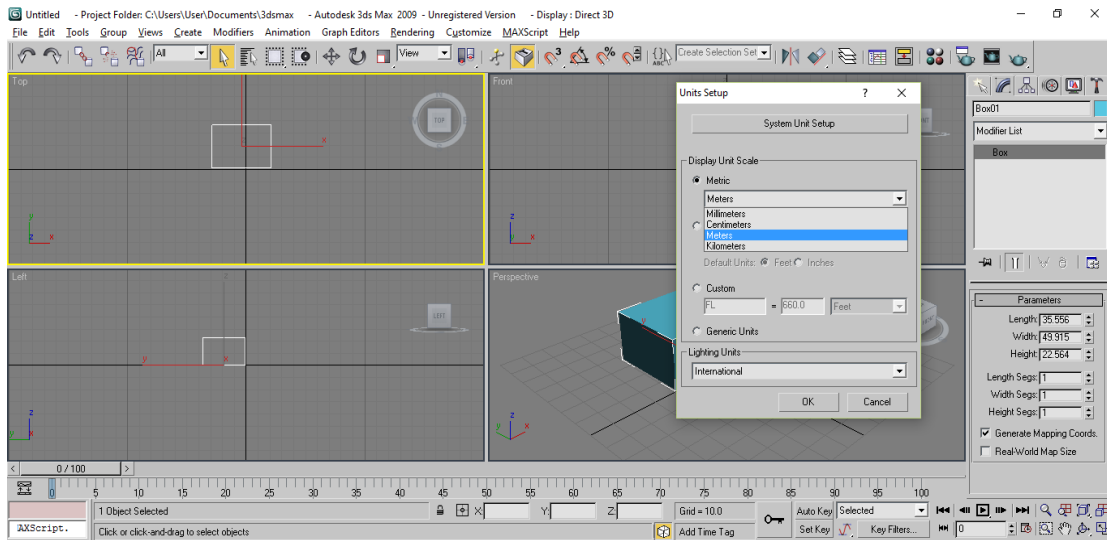 Untitled - Project Folder: C:\Users\User\Documents\3dsmax - Autodesk 3ds Max 2009 - Unregistered Version - Display : Direct 3D
File Edit Tools Group Views Create Modifiers Animation Graph Editors Rendering Customize MAXScript Help
All
View
3
Create Selection Set
ABC
Top
TOP
Front
Units Setup
?
System Unit Setup
Display Unit Scale
Metric
Meters
Millimeters
Centimeters
Meters
Kilometers
Default Units: Feet Inches
Custom
FL = 660.0 Feet
Generic Units
Lighting Units
International
OK Cancel
Box01
Modifier List
Box
x
y
z x
z
y x
Left
LEFT
Perspective
z
y x
y
z
y x
z
y x
- Parameters
Length: 35.556
Width: 49.915
Height: 22.564
Length Segs: 1
Width Segs: 1
Height Segs: 1
Generate Mapping Coords.
Real-World Map Size
< 0 / 100 >
0 5 10 15 20 25 30 35 40 45 50 55 60 65 70 75 80 85 90 95 100
1 Object Selected X: Y: Z: Grid = 10.0 Auto Key Selected
AXScript. Click or click-and-drag to select objects Add Time Tag Set Key Key Filters... 0